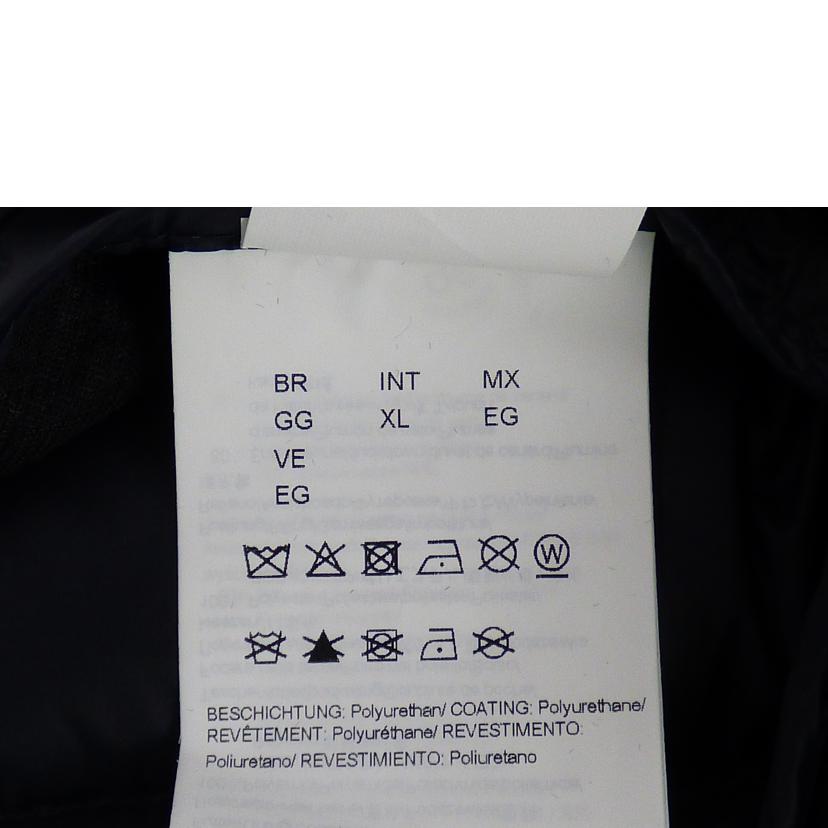 BR INT MX
GG XL EG
VE
EG
W
BESCHICHTUNG: Polyurethan/ COATING: Polyurethane/
REVÊTEMENT: Polyuréthane/ REVESTIMENTO:
Poliuretano/ REVESTIMIENTO: Poliuretano